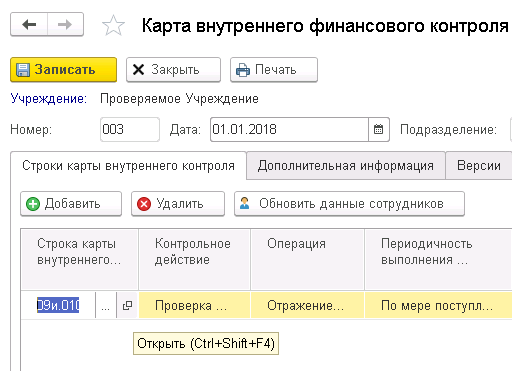 Карта внутреннего финансового контроля
Записать Закрыть Печать
Учреждение: Проверяемое Учреждение
Номер: 003 Дата: 01.01.2018 Подразделение:
Строки карты внутреннего контроля Дополнительная информация Версии
Добавить Удалить Обновить данные сотрудников
Строка карты Контрольное Операция Периодичность
внутреннего... действие выполнения ...
09и.010 ... Проверка ... Отражение... По мере поступл...
Открыть (Ctrl+Shift+F4)